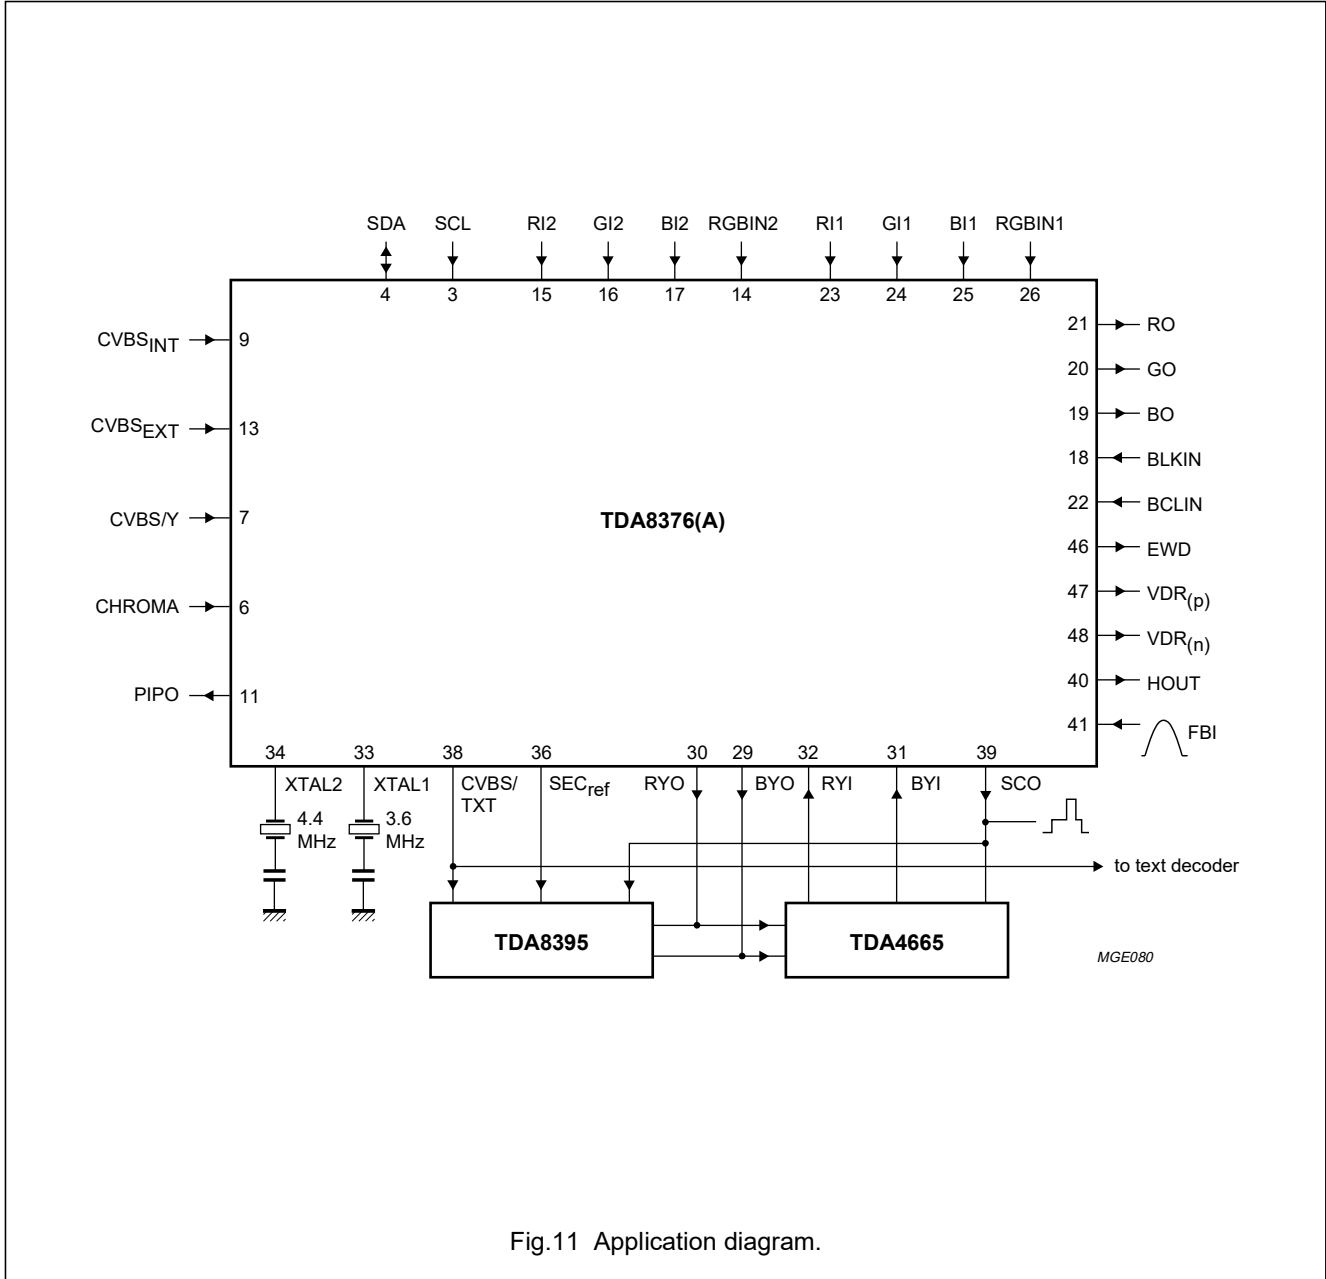 SDA SCL RI2 GI2 BI2 RGBIN2 RI1 GI1 BI1 RGBIN1
4 3 15 16 17 14 23 24 25 26
21 RO
CVBSINT 9
20 GO
19 BO
CVBSEXT 13
18 BLKIN
22 BCLIN
CVBS/Y 7
TDA8376(A)
46 EWD
47 VDR(p)
CHROMA 6
48 VDR(n)
40 HOUT
PIPO 11
41 FBI
34 33 38 36 30 29 32 31 39
XTAL2 XTAL1 CVBS/ SECref RYO BYO RYI BYI SCO
TXT
4.4 3.6
MHz MHz
to text decoder
TDA8395 TDA4665
MGE080
Fig.11 Application diagram.